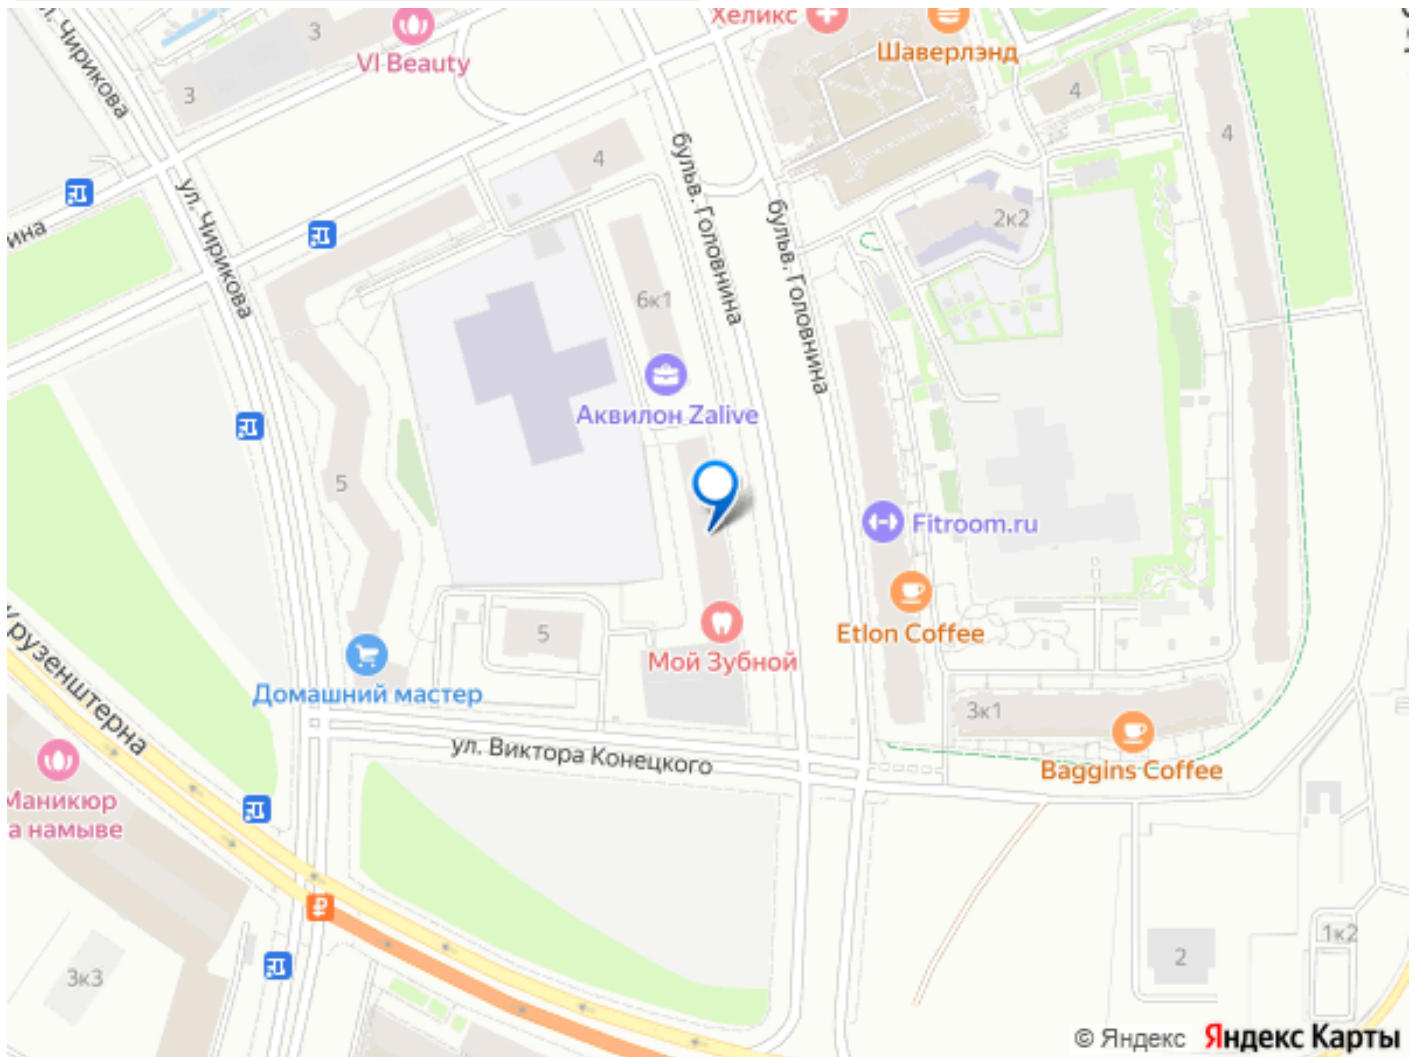 Хеликс
Шаверлэнд
VI Beauty
3
3
4
4
4
ул. Чирикова
бульв. Головнина
бульв. Головнина
2к2
6к1
Аквилон Zalive
5
Fitroom.ru
Etlon Coffee
5
Мой Зубной
Домашний мастер
3к1
Baggins Coffee
ул. Виктора Конецкого
Крузенштерна
Маникюр
а намыве
3к3
2
1к2
© Яндекс Яндекс Карты
ул. Чирикова
ина